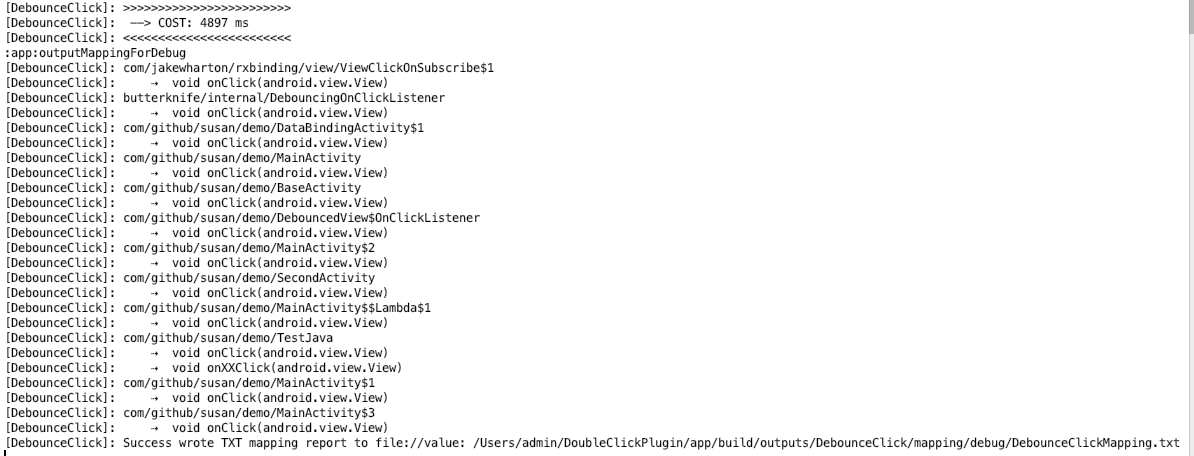 [DebounceClick]: >>>>>>>>>>>>>>>>>>>>>>>>
[DebounceClick]:  ——> COST: 4897 ms
[DebounceClick]: <<<<<<<<<<<<<<<<<<<<<<<<
:app:outputMappingForDebug
[DebounceClick]: com/jakewharton/rxbinding/view/ViewClickOnSubscribe$1
[DebounceClick]:     ⇢  void onClick(android.view.View)
[DebounceClick]: butterknife/internal/DebouncingOnClickListener
[DebounceClick]:     ⇢  void onClick(android.view.View)
[DebounceClick]: com/github/susan/demo/DataBindingActivity$1
[DebounceClick]:     ⇢  void onClick(android.view.View)
[DebounceClick]: com/github/susan/demo/MainActivity
[DebounceClick]:     ⇢  void onClick(android.view.View)
[DebounceClick]: com/github/susan/demo/BaseActivity
[DebounceClick]:     ⇢  void onClick(android.view.View)
[DebounceClick]: com/github/susan/demo/DebouncedView$OnClickListener
[DebounceClick]:     ⇢  void onClick(android.view.View)
[DebounceClick]: com/github/susan/demo/MainActivity$2
[DebounceClick]:     ⇢  void onClick(android.view.View)
[DebounceClick]: com/github/susan/demo/SecondActivity
[DebounceClick]:     ⇢  void onClick(android.view.View)
[DebounceClick]: com/github/susan/demo/MainActivity$$Lambda$1
[DebounceClick]:     ⇢  void onClick(android.view.View)
[DebounceClick]: com/github/susan/demo/TestJava
[DebounceClick]:     ⇢  void onClick(android.view.View)
[DebounceClick]:     ⇢  void onXXClick(android.view.View)
[DebounceClick]: com/github/susan/demo/MainActivity$1
[DebounceClick]:     ⇢  void onClick(android.view.View)
[DebounceClick]: com/github/susan/demo/MainActivity$3
[DebounceClick]:     ⇢  void onClick(android.view.View)
[DebounceClick]: Success wrote TXT mapping report to file://value: /Users/admin/DoubleClickPlugin/app/build/outputs/DebounceClick/mapping/debug/DebounceClickMapping.txt